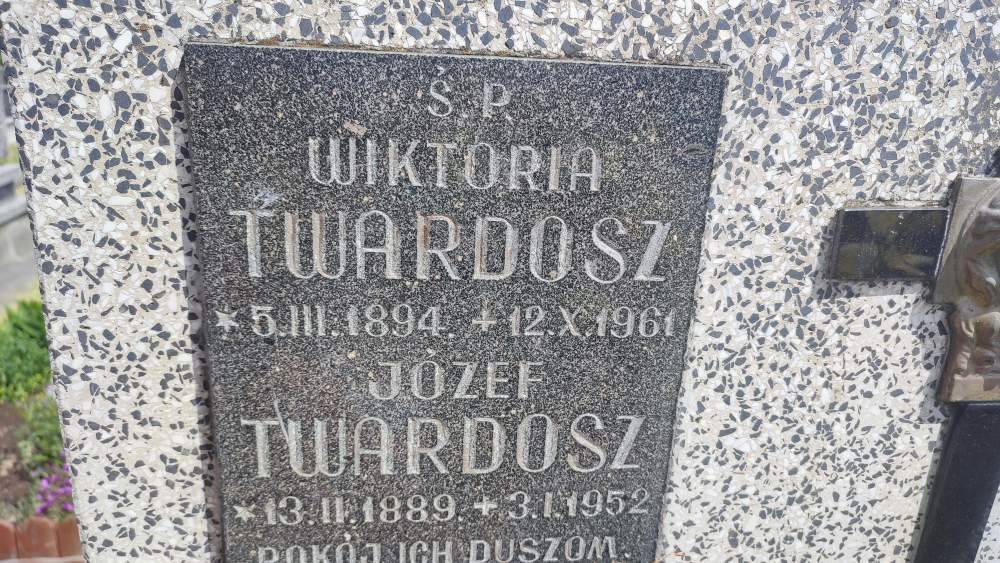 Ś.P.
WIKTORIA
TWARDOSZ
* 5.III.1894. + 12.X.1961
JÓZEF
TWARDOSZ
* 13.II.1889. + 3.I.1952
POKÓJ ICH DUSZOM.